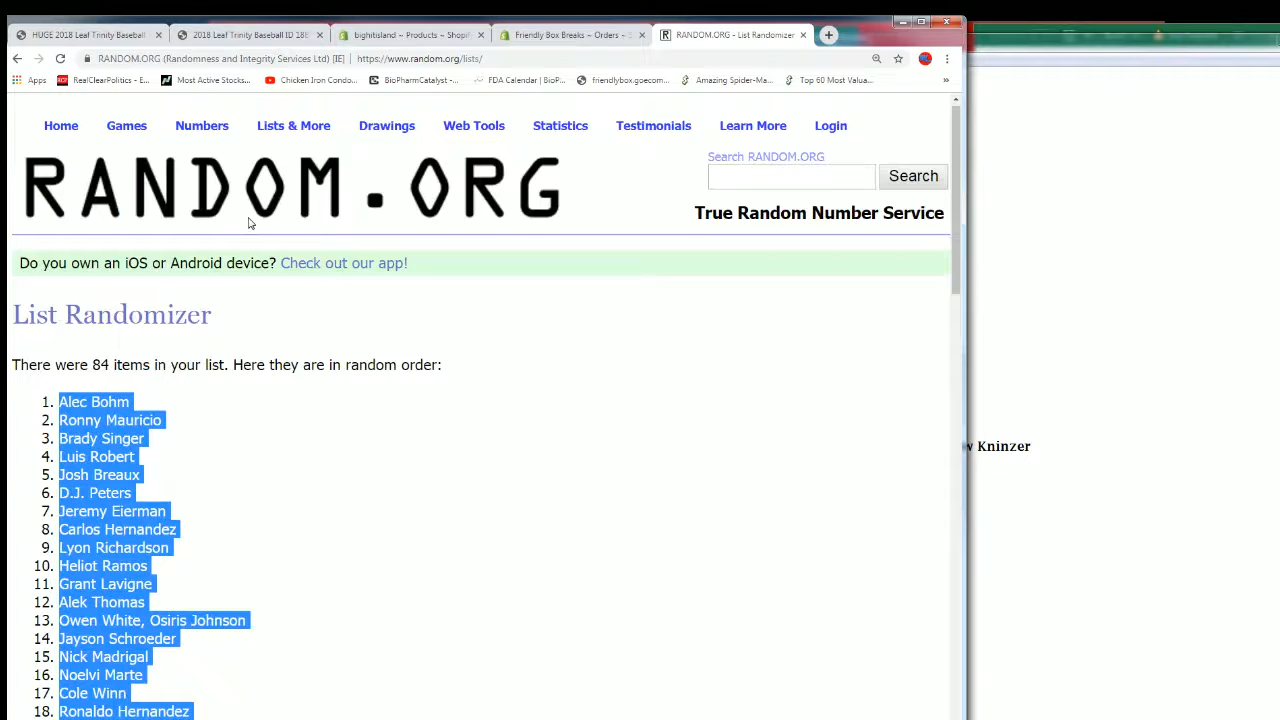 HUGE 2018 Leaf Trinity Baseball
2018 Leaf Trinity Baseball ID 18B
bighitisland ~ Products ~ Shopif
Friendly Box Breaks ~ Orders ~ S
RANDOM.ORG - List Randomizer
RANDOM.ORG (Randomness and Integrity Services Ltd) [IE] | https://www.random.org/lists/
Apps
RCP RealClearPolitics - E...
Most Active Stocks...
Chicken Iron Condo...
BioPharmCatalyst -...
FDA Calendar | BioP...
friendlybox.goecom...
Amazing Spider-Ma...
Top 60 Most Valua...
»
Home Games Numbers Lists & More Drawings Web Tools Statistics Testimonials Learn More Login
RANDOM.ORG
Search RANDOM.ORG
Search
True Random Number Service
Do you own an iOS or Android device? Check out our app!
List Randomizer
There were 84 items in your list. Here they are in random order:
1. Alec Bohm
2. Ronny Mauricio
3. Brady Singer
4. Luis Robert
5. Josh Breaux
6. D.J. Peters
7. Jeremy Eierman
8. Carlos Hernandez
9. Lyon Richardson
10. Heliot Ramos
11. Grant Lavigne
12. Alek Thomas
13. Owen White, Osiris Johnson
14. Jayson Schroeder
15. Nick Madrigal
16. Noelvi Marte
17. Cole Winn
18. Ronaldo Hernandez
w Kninzer